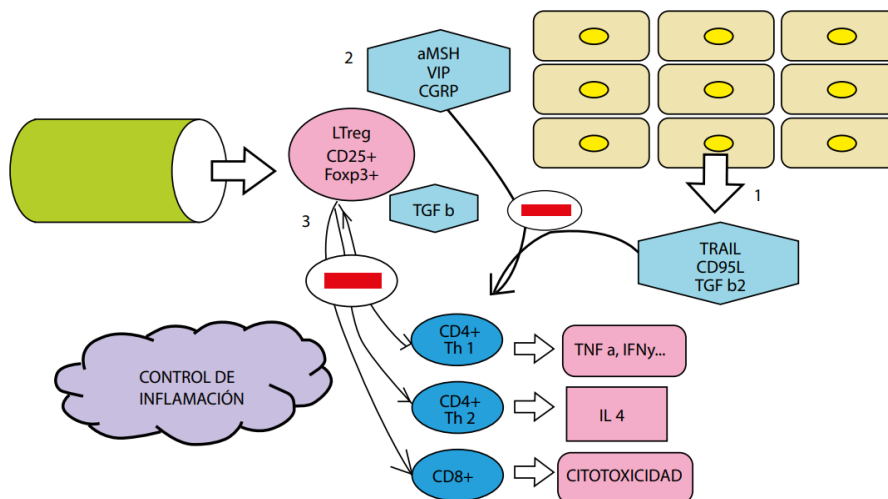 2
aMSH
VIP
CGRP
LTreg
CD25+
Foxp3+
TGF b
1
3
TRAIL
CD95L
TGF b2
CD4+
Th 1
TNF a, IFNy...
CONTROL DE
INFLAMACIÓN
CD4+
Th 2
IL 4
CD8+
CITOTOXICIDAD